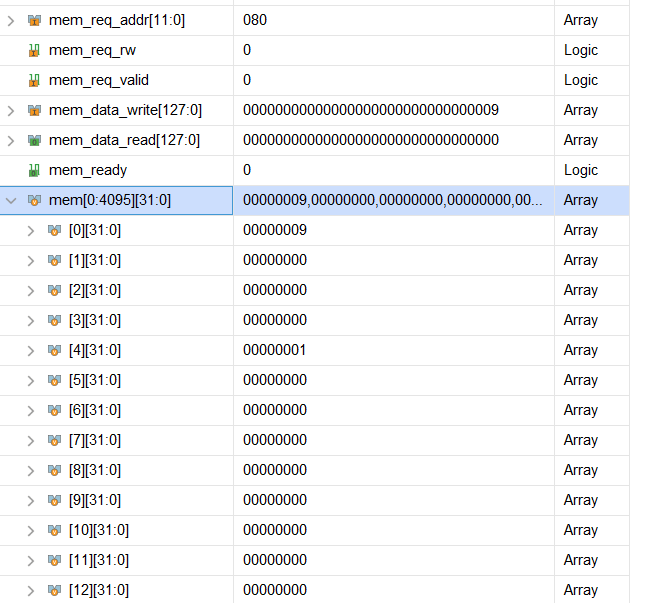 mem_req_addr[11:0] 080 Array
mem_req_rw 0 Logic
mem_req_valid 0 Logic
mem_data_write[127:0] 00000000000000000000000000000009 Array
mem_data_read[127:0] 00000000000000000000000000000000 Array
mem_ready 0 Logic
mem[0:4095][31:0] 00000009,00000000,00000000,00000000,00... Array
[0][31:0] 00000009 Array
[1][31:0] 00000000 Array
[2][31:0] 00000000 Array
[3][31:0] 00000000 Array
[4][31:0] 00000001 Array
[5][31:0] 00000000 Array
[6][31:0] 00000000 Array
[7][31:0] 00000000 Array
[8][31:0] 00000000 Array
[9][31:0] 00000000 Array
[10][31:0] 00000000 Array
[11][31:0] 00000000 Array
[12][31:0] 00000000 Array